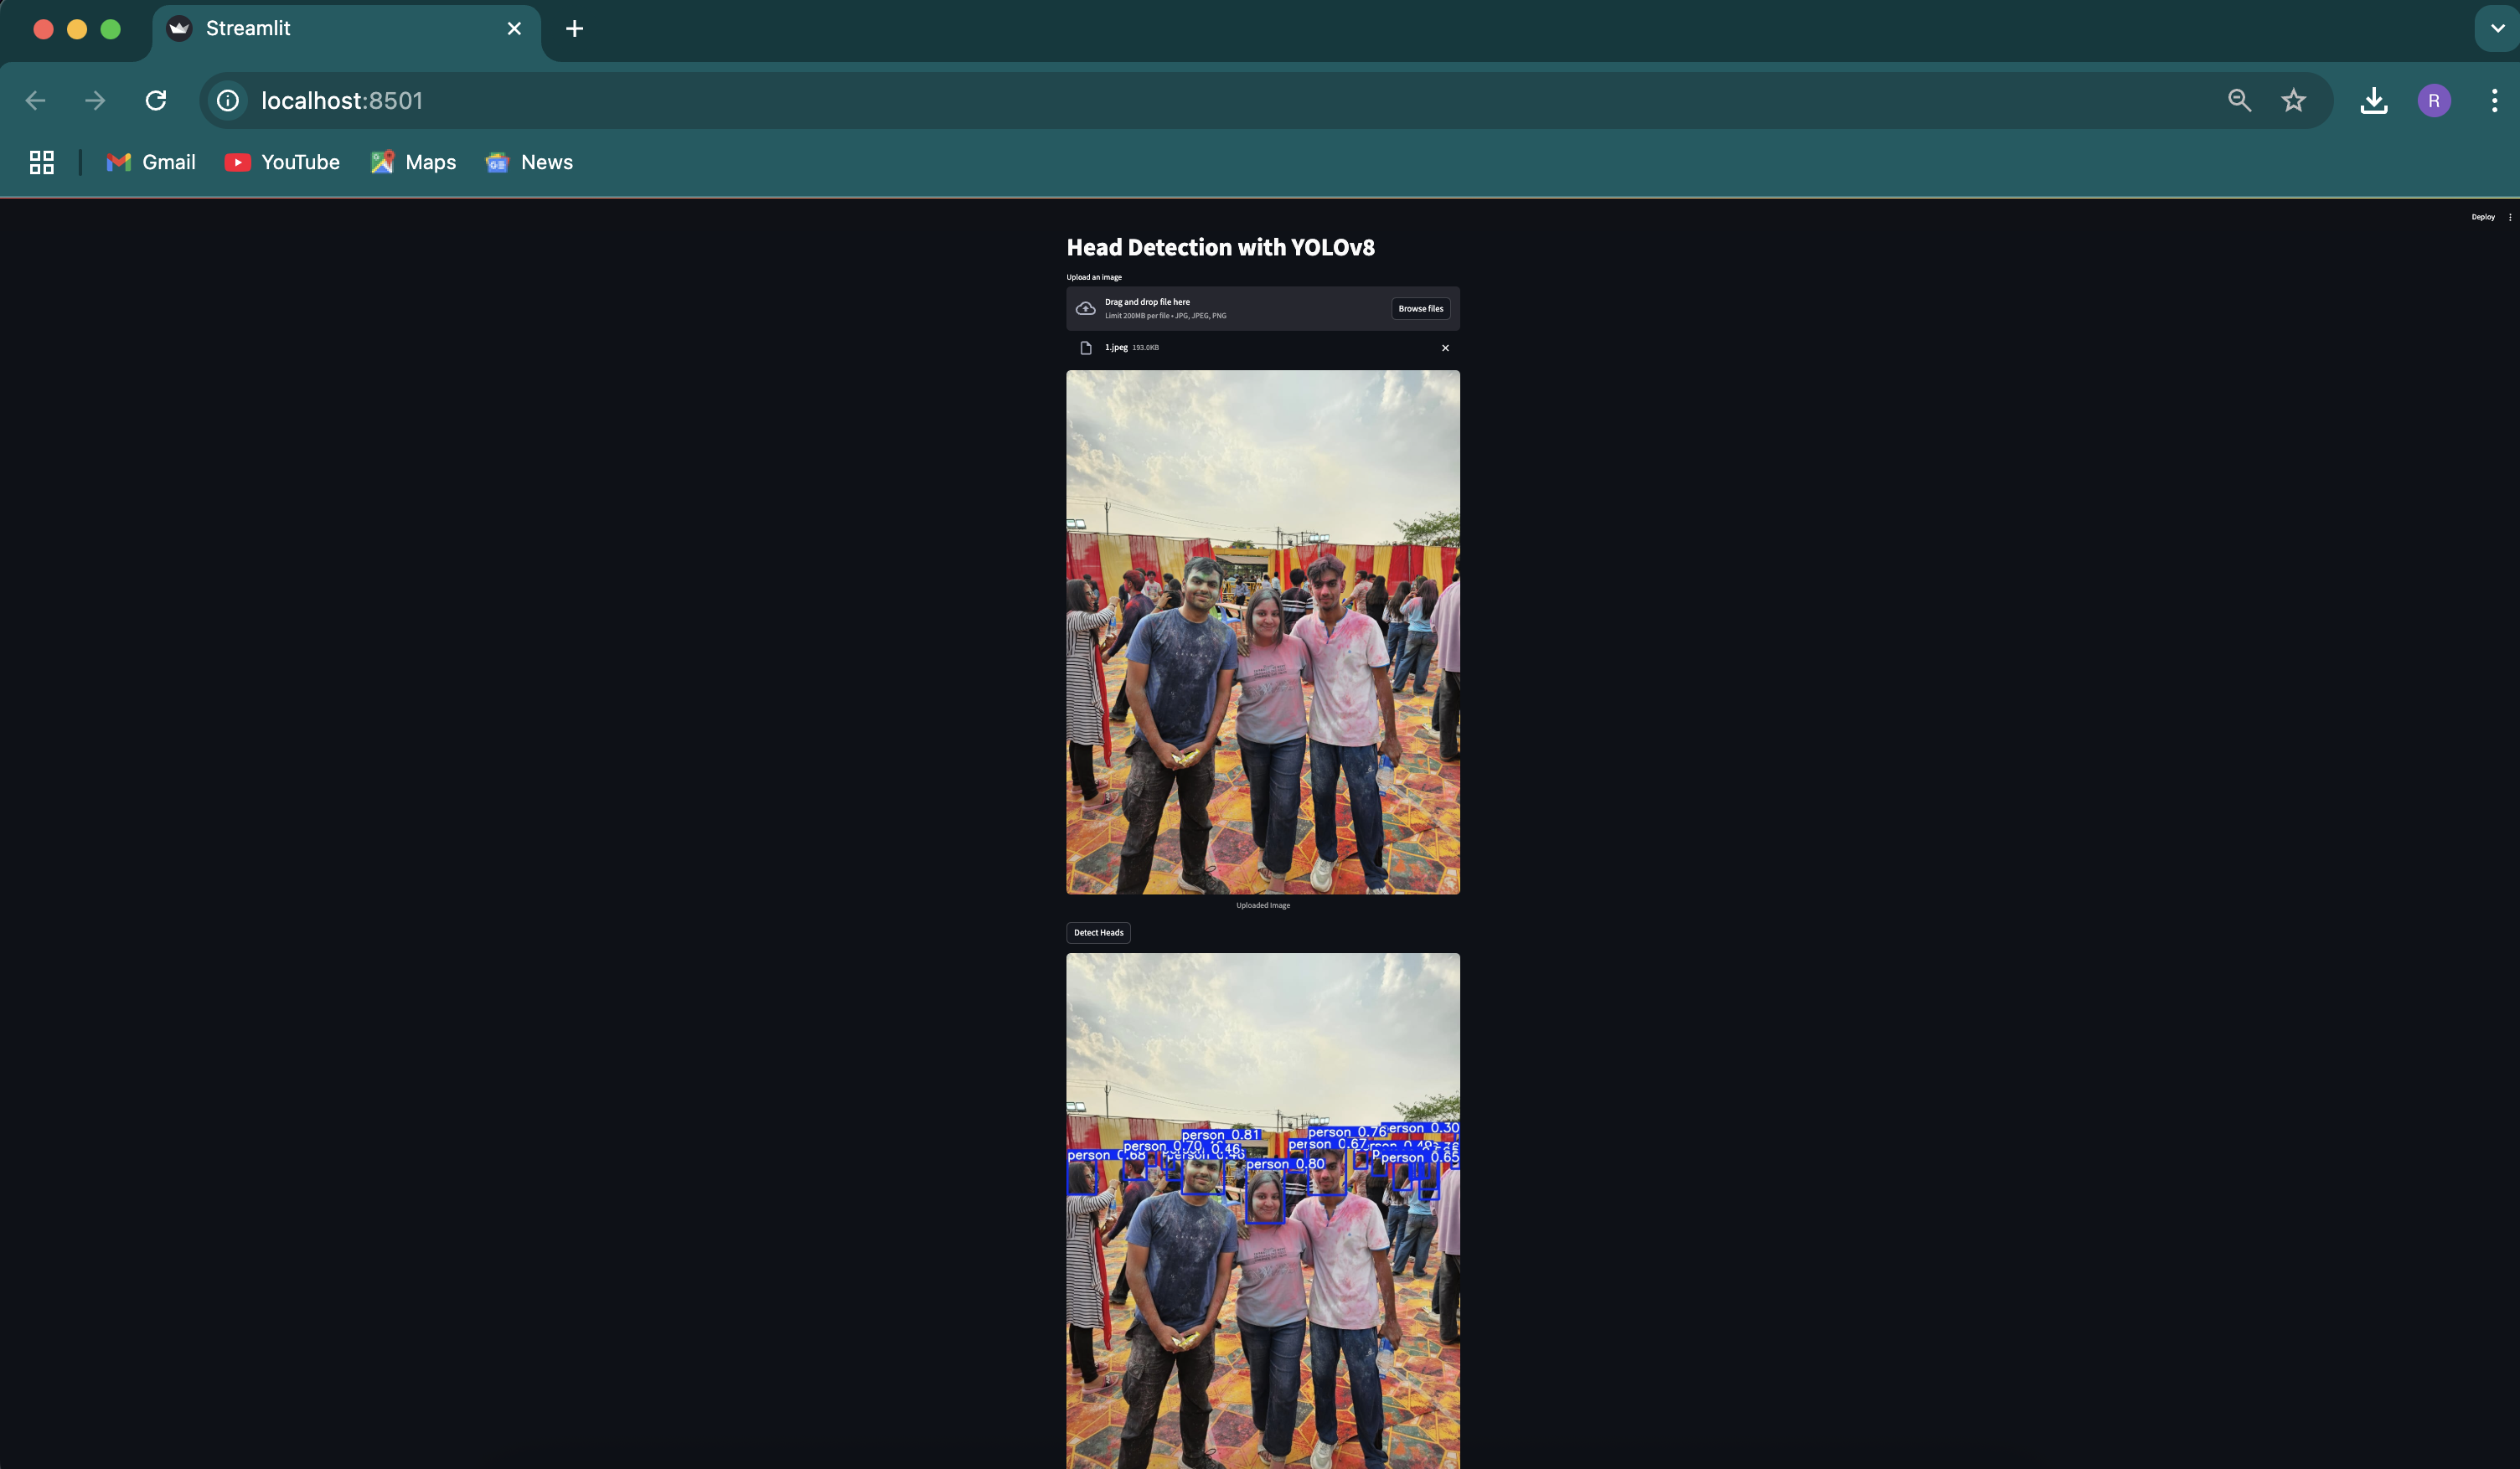 Streamlit
localhost:8501
R
Gmail YouTube Maps News
Deploy
Head Detection with YOLOv8
Upload an image
Drag and drop file here
Limit 200MB per file • JPG, JPEG, PNG
Browse files
1.jpeg 193.0KB
Uploaded Image
Detect Heads
person 0.81 person 0.76 person 0.30
person 0.70 0.46 person 0.67
person 0.68 person 0.80 person 0.65